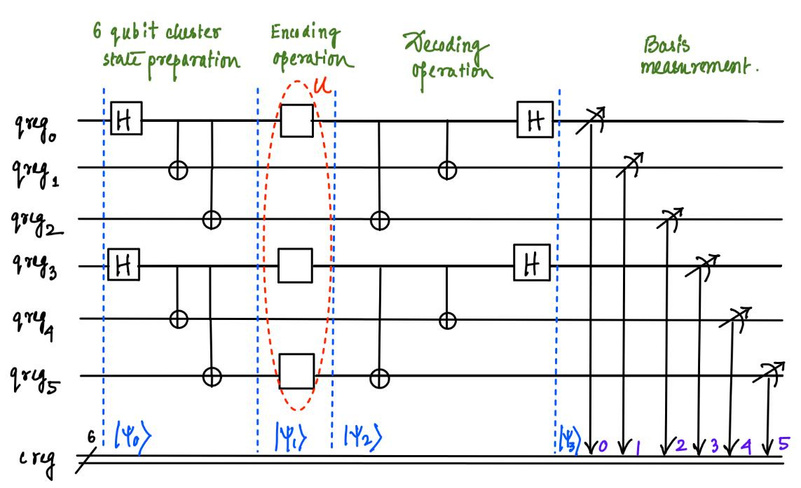 6 qubit cluster
state preparation
Encoding
operation
Decoding
operation
Basis
measurement.
U
qreg0
H
H
qreg1
qreg2
qreg3
H
H
qreg4
qreg5
6
|Ψ0⟩
|Ψ1⟩
|Ψ2⟩
|Ψ3⟩
0
1
2
3
4
5
creg